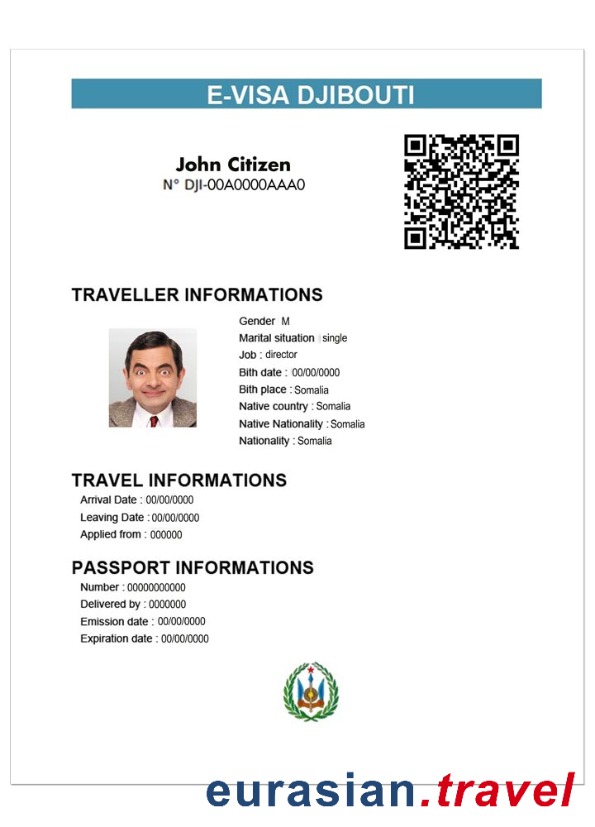 E-VISA DJIBOUTI
John Citizen
N° DJI-00A0000AAA0
TRAVELLER INFORMATIONS
Gender M
Marital situation single
Job : director
Bith date : 00/00/0000
Bith place : Somalia
Native country : Somalia
Native Nationality : Somalia
Nationality : Somalia
TRAVEL INFORMATIONS
Arrival Date : 00/00/0000
Leaving Date : 00/00/0000
Applied from : 000000
PASSPORT INFORMATIONS
Number : 00000000000
Delivered by : 0000000
Emission date : 00/00/0000
Expiration date : 00/00/0000
eurasian.travel